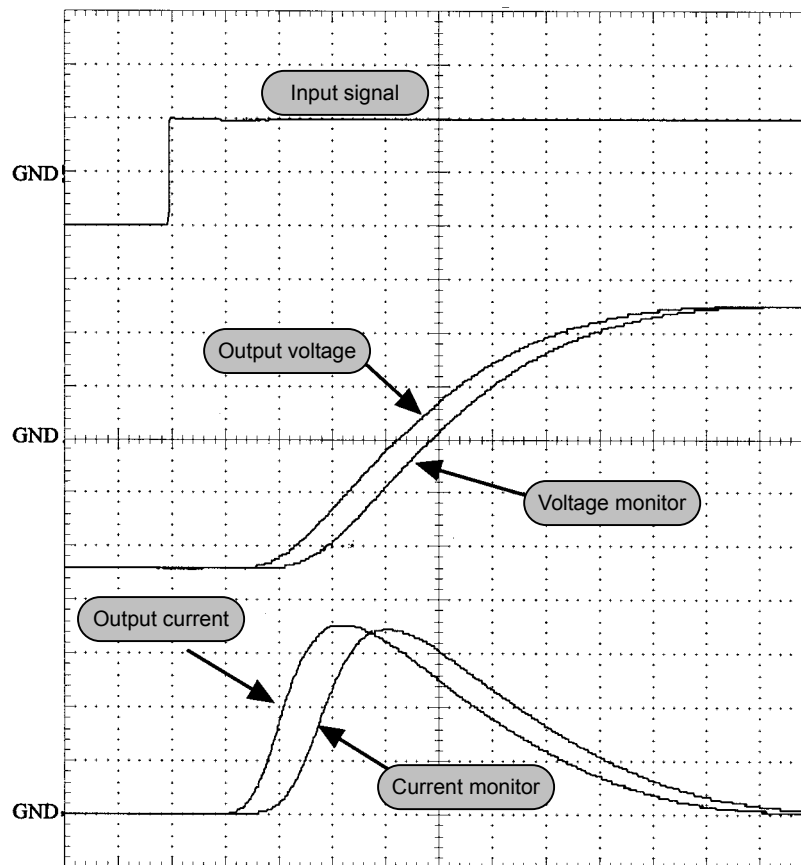 Input signal
GND
Output voltage
GND
Voltage monitor
Output current
Current monitor
GND